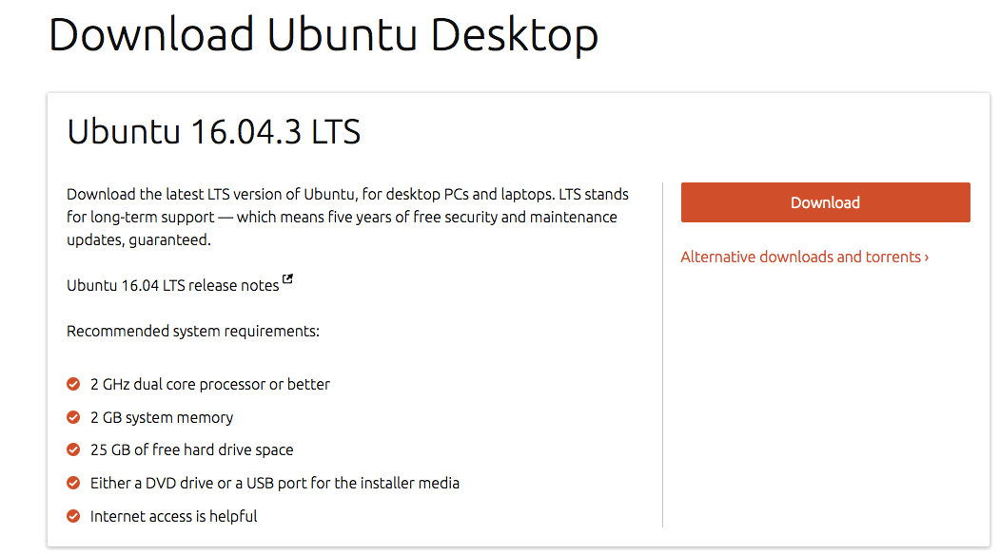 Download Ubuntu Desktop
Ubuntu 16.04.3 LTS
Download the latest LTS version of Ubuntu, for desktop PCs and laptops. LTS stands
for long-term support — which means five years of free security and maintenance
updates, guaranteed.
Ubuntu 16.04 LTS release notes
Recommended system requirements:
2 GHz dual core processor or better
2 GB system memory
25 GB of free hard drive space
Either a DVD drive or a USB port for the installer media
Internet access is helpful
Download
Alternative downloads and torrents ›